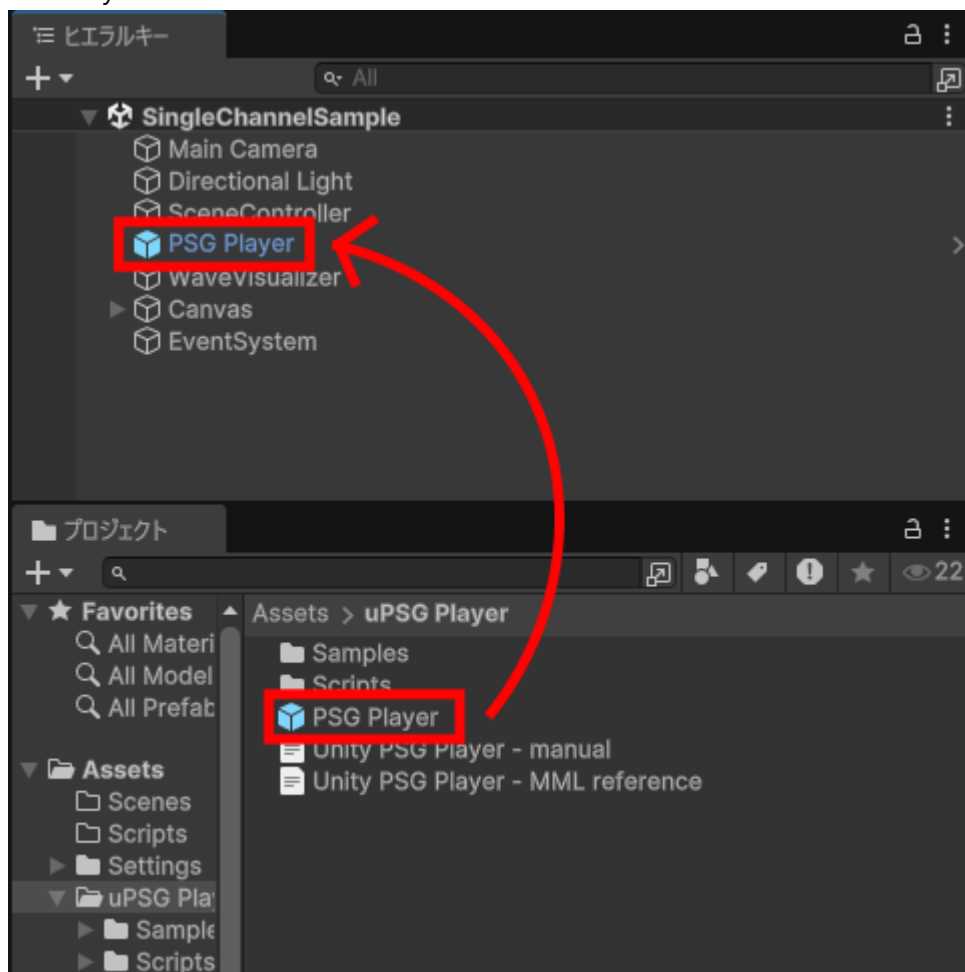 ヒエラルキー
All
SingleChannelSample
Main Camera
Directional Light
SceneController
PSG Player
WaveVisualizer
Canvas
EventSystem
プロジェクト
22
Favorites
Assets > uPSG Player
All Materi
Samples
All Model
Scripts
All Prefab
PSG Player
Unity PSG Player - manual
Assets
Unity PSG Player - MML reference
Scenes
Scripts
Settings
uPSG Play
Sample
Scripts